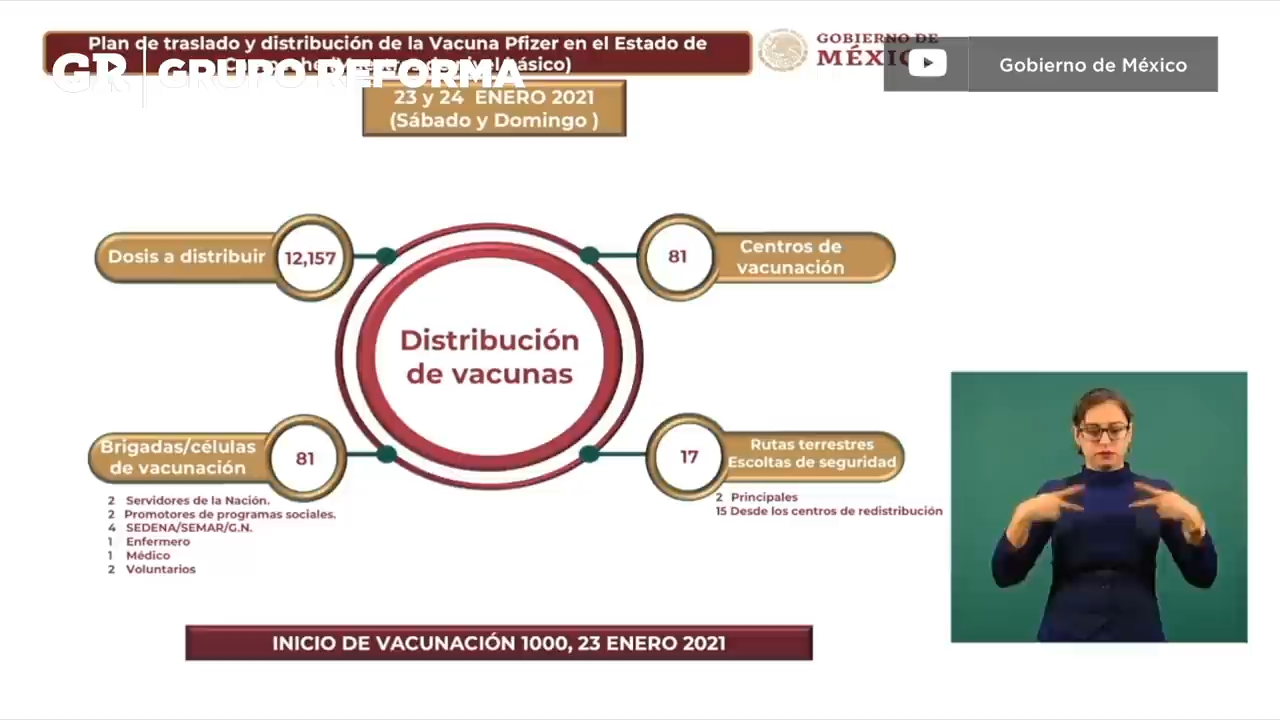 Plan de traslado y distribución de la Vacuna Pfizer en el Estado de
básico)
GR GRUPO REFORMA
GOBIERNO DE
MÉXICO
Gobierno de México
23 y 24 ENERO 2021
(Sábado y Domingo )
Dosis a distribuir
12,157
81
Centros de
vacunación
Distribución
de vacunas
Brigadas/células
de vacunación
81
2 Servidores de la Nación.
2 Promotores de programas sociales.
4 SEDENA/SEMAR/G.N.
1 Enfermero
1 Médico
2 Voluntarios
17
Rutas terrestres
Escoltas de seguridad
2 Principales
15 Desde los centros de redistribución
INICIO DE VACUNACIÓN 1000, 23 ENERO 2021